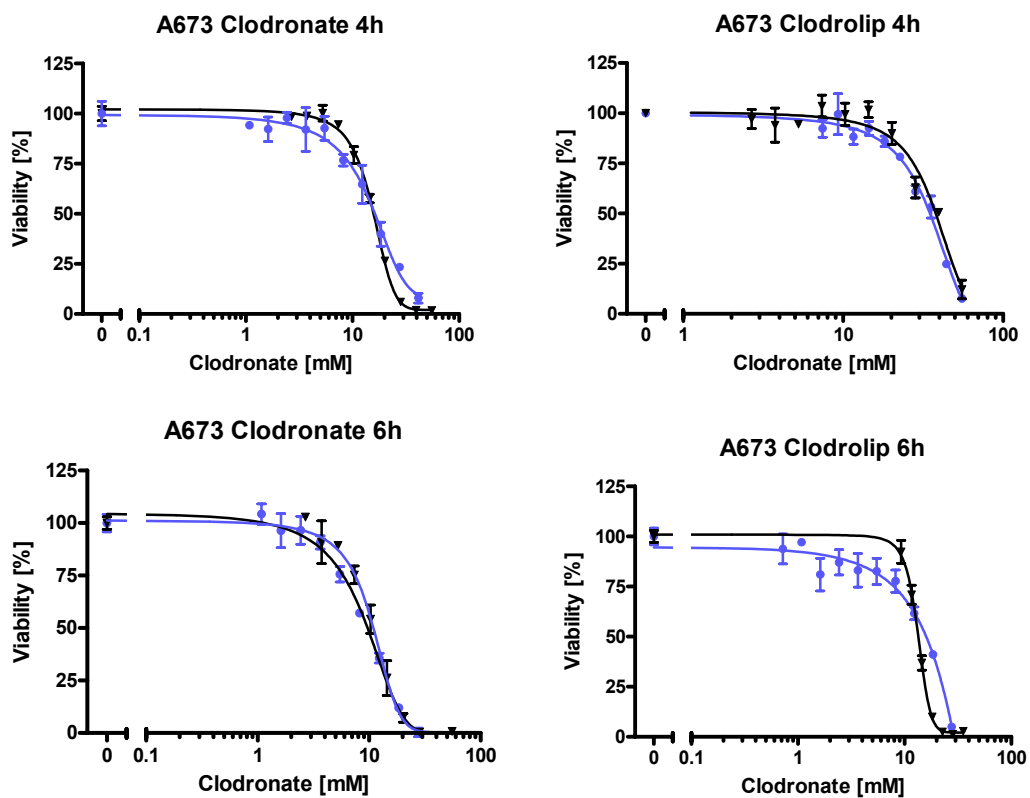 A673 Clodronate 4h
125
100
75
50
25
0
Viability [%]
0 0.1 1 10 100
Clodronate [mM]
A673 Clodrolip 4h
125
100
75
50
25
0
Viability [%]
0 1 10 100
Clodronate [mM]
A673 Clodronate 6h
125
100
75
50
25
0
Viability [%]
0 0.1 1 10 100
Clodronate [mM]
A673 Clodrolip 6h
125
100
75
50
25
0
Viability [%]
0 0.1 1 10 100
Clodronate [mM]